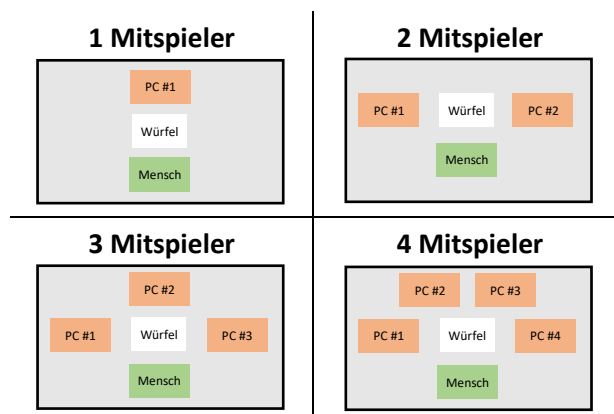 1 Mitspieler
PC #1
Würfel
Mensch
2 Mitspieler
PC #1 Würfel PC #2
Mensch
3 Mitspieler
PC #2
PC #1 Würfel PC #3
Mensch
4 Mitspieler
PC #2 PC #3
PC #1 Würfel PC #4
Mensch